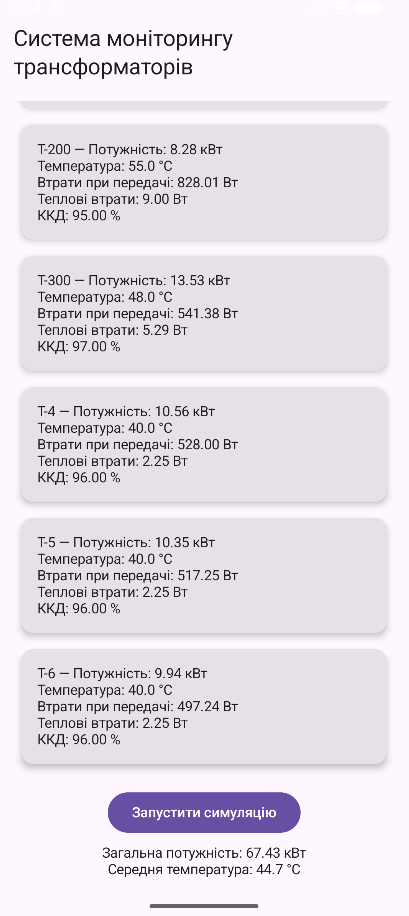 Система моніторингу
трансформаторів
T-200 — Потужність: 8.28 кВт
Температура: 55.0 °C
Втрати при передачі: 828.01 Вт
Теплові втрати: 9.00 Вт
ККД: 95.00 %
T-300 — Потужність: 13.53 кВт
Температура: 48.0 °C
Втрати при передачі: 541.38 Вт
Теплові втрати: 5.29 Вт
ККД: 97.00 %
T-4 — Потужність: 10.56 кВт
Температура: 40.0 °C
Втрати при передачі: 528.00 Вт
Теплові втрати: 2.25 Вт
ККД: 96.00 %
T-5 — Потужність: 10.35 кВт
Температура: 40.0 °C
Втрати при передачі: 517.25 Вт
Теплові втрати: 2.25 Вт
ККД: 96.00 %
T-6 — Потужність: 9.94 кВт
Температура: 40.0 °C
Втрати при передачі: 497.24 Вт
Теплові втрати: 2.25 Вт
ККД: 96.00 %
Запустити симуляцію
Загальна потужність: 67.43 кВт
Середня температура: 44.7 °C